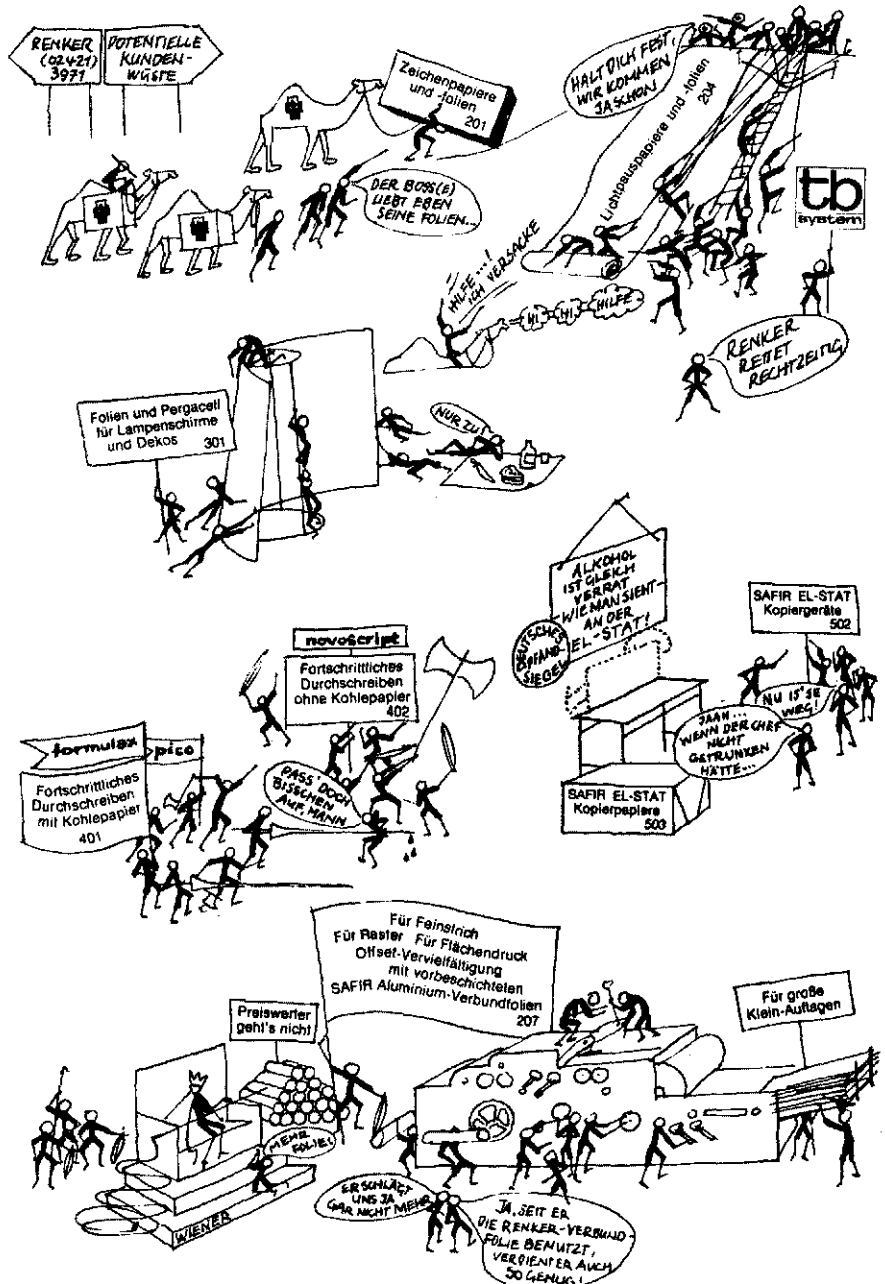 RENKER
(02421)
3971
POTENTIELLE
KUNDEN-
WÜSTE
Zeichenpapiere
und -folien
201
HALT DICH FEST,
WIR KOMMEN
JA SCHON
Lichtpauspapiere und -folien
204
DER BOSS(E)
LIEBT EBEN
SEINE FOLIEN...
tb
system
HILFE...!
ICH VERSACKE
HI
HI
HILFE
RENKER
RETTET
RECHTZEITIG
Folien und Pergacell
für Lampenschirme
und Dekos 301
NUR ZU!
ALKOHOL
IST GLEICH
VERRAT
WIE MAN SIEHT
AN DER
EL-STAT!
DEUTSCHES
PFAND
SIEGEL
SAFIR EL-STAT
Kopiergeräte
502
NU IS' SE
WEG!
JAAH...
WENN DER CHEF
NICHT
GETRUNKEN
HÄTTE...
SAFIR EL-STAT
Kopierpapiere
503
novoscript
Fortschrittliches
Durchschreiben
ohne Kohlepapier
402
formulax pico
Fortschrittliches
Durchschreiben
mit Kohlepapier
401
PASS' DOCH
BISSCHEN
AUF, MANN
Für Feinstrich
Für Raster Für Flächendruck
Offset-Vervielfältigung
mit vorbeschichteten
SAFIR Aluminium-Verbundfolien
207
Preiswerter
geht's nicht
Für große
Klein-Auflagen
MEHR
FOLIE!
WIENER
ERSCHLÄGT
UNS JA
GAR NICHT MEHR
JA, SEIT ER
DIE RENKER-VERBUND-
FOLIE BENUTZT,
VERDIENT ER AUCH
SO GENUG!